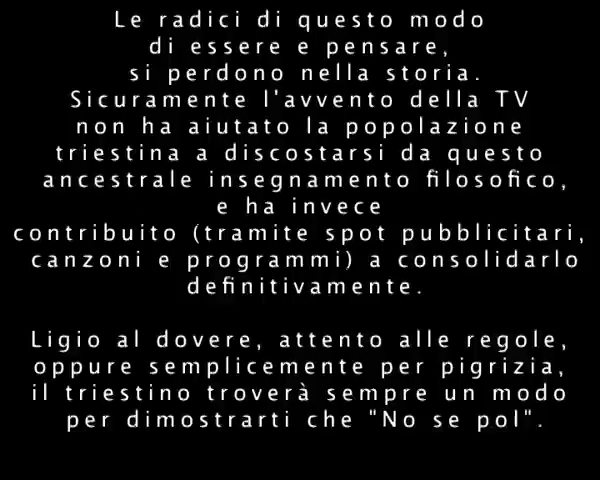 Le radici di questo modo
di essere e pensare,
si perdono nella storia.
Sicuramente l'avvento della TV
non ha aiutato la popolazione
triestina a discostarsi da questo
ancestrale insegnamento filosofico,
e ha invece
contribuito (tramite spot pubblicitari,
canzoni e programmi) a consolidarlo
definitivamente.

Ligio al dovere, attento alle regole,
oppure semplicemente per pigrizia,
il triestino troverà sempre un modo
per dimostrarti che "No se pol".